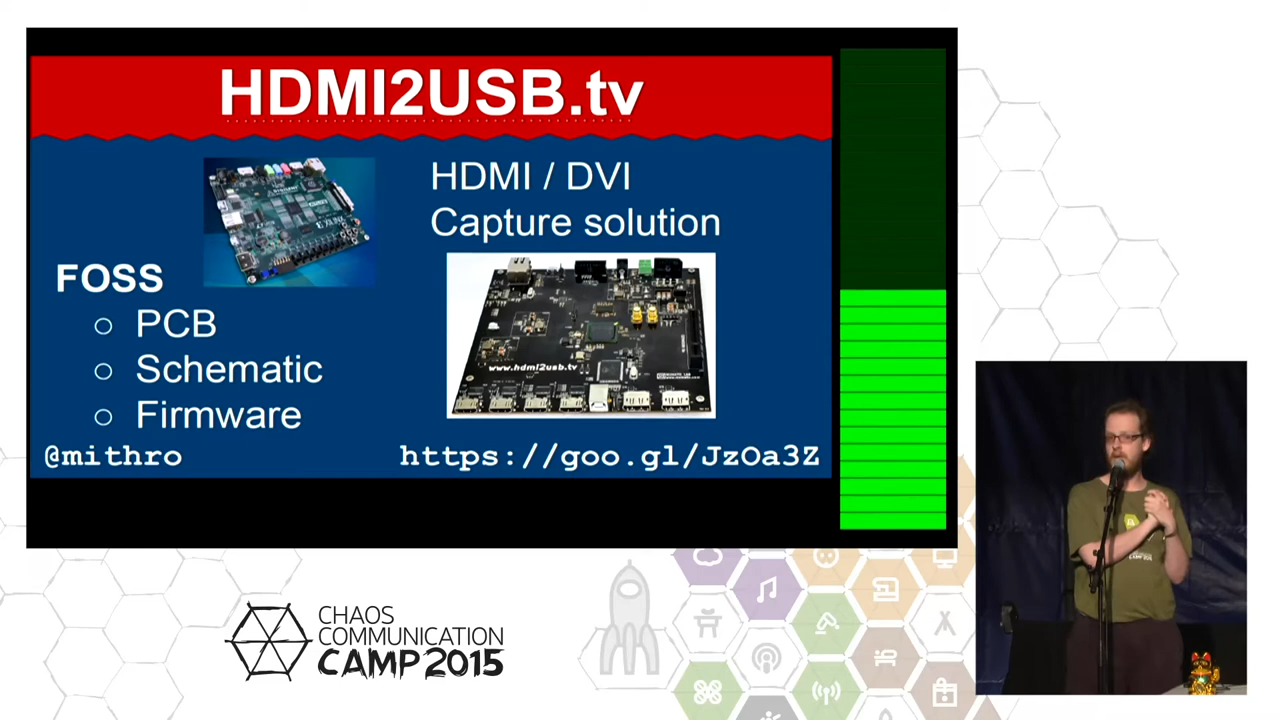 HDMI2USB.tv
HDMI / DVI
Capture solution
FOSS
PCB
Schematic
Firmware
www.hdmi2usb.tv
@mithro
https://goo.gl/JzOa3Z
CHAOS
COMMUNICATION
CAMP 2015